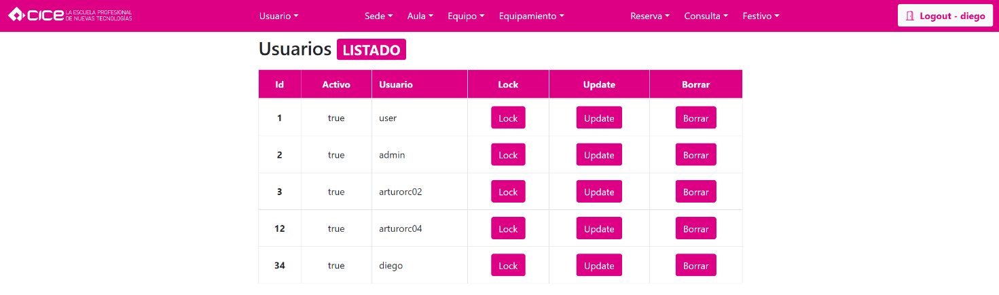 CICE LA ESCUELA PROFESIONAL
DE NUEVAS TECNOLOGÍAS
Usuario Sede Aula Equipo Equipamiento Reserva Consulta Festivo Logout - diego
Usuarios LISTADO
Id Activo Usuario Lock Update Borrar
1 true user Lock Update Borrar
2 true admin Lock Update Borrar
3 true arturorc02 Lock Update Borrar
12 true arturorc04 Lock Update Borrar
34 true diego Lock Update Borrar